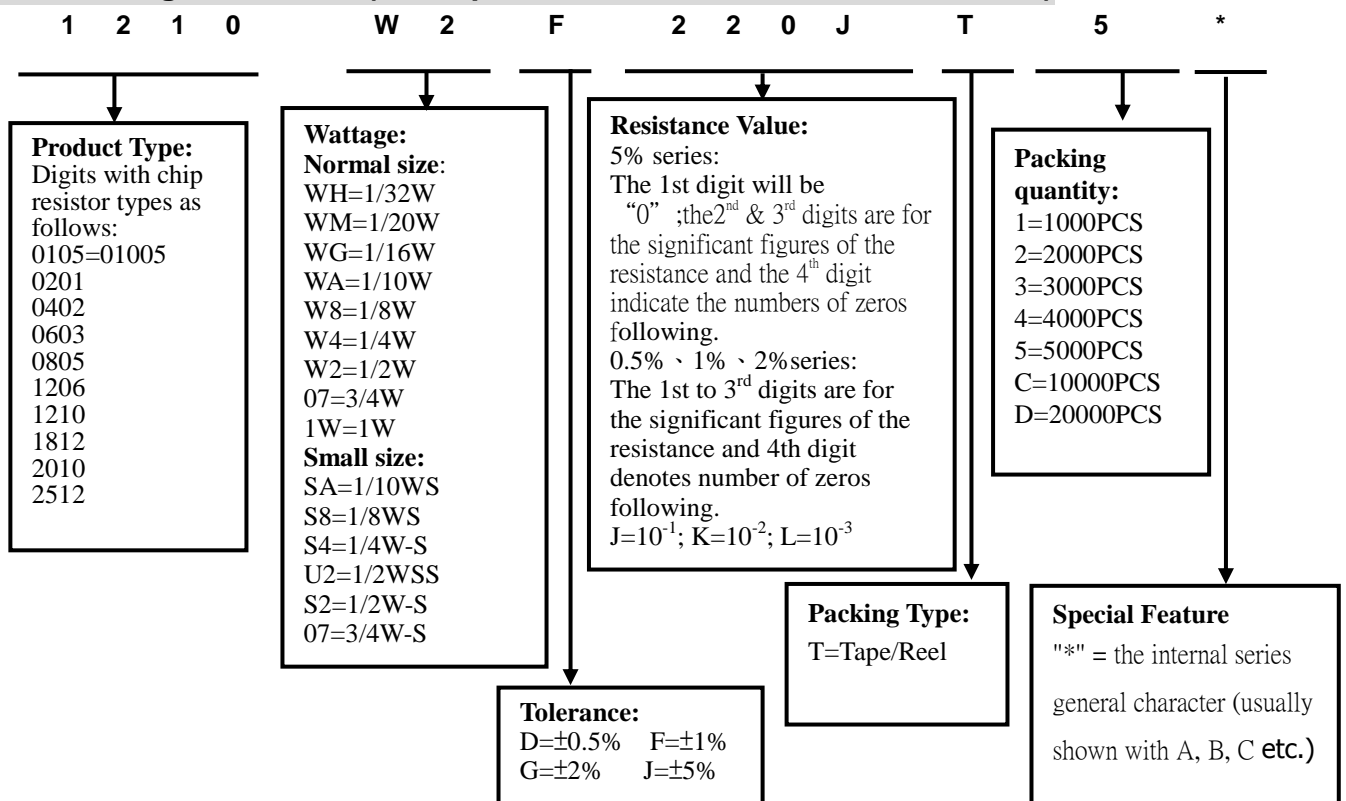 1 2 1 0 W 2 F 2 2 0 J T 5 *
Product Type:
Digits with chip
resistor types as
follows:
0105=01005
0201
0402
0603
0805
1206
1210
1812
2010
2512
Wattage:
Normal size:
WH=1/32W
WM=1/20W
WG=1/16W
WA=1/10W
W8=1/8W
W4=1/4W
W2=1/2W
07=3/4W
1W=1W
Small size:
SA=1/10WS
S8=1/8WS
S4=1/4W-S
U2=1/2WSS
S2=1/2W-S
07=3/4W-S
Tolerance:
D=±0.5% F=±1%
G=±2% J=±5%
Resistance Value:
5% series:
The 1st digit will be
“0” ;the2nd & 3rd digits are for
the significant figures of the
resistance and the 4th digit
indicate the numbers of zeros
following.
0.5%、1%、2%series:
The 1st to 3rd digits are for
the significant figures of the
resistance and 4th digit
denotes number of zeros
following.
J=10-1; K=10-2; L=10-3
Packing Type:
T=Tape/Reel
Packing
quantity:
1=1000PCS
2=2000PCS
3=3000PCS
4=4000PCS
5=5000PCS
C=10000PCS
D=20000PCS
Special Feature
"*" = the internal series
general character (usually
shown with A, B, C etc.)